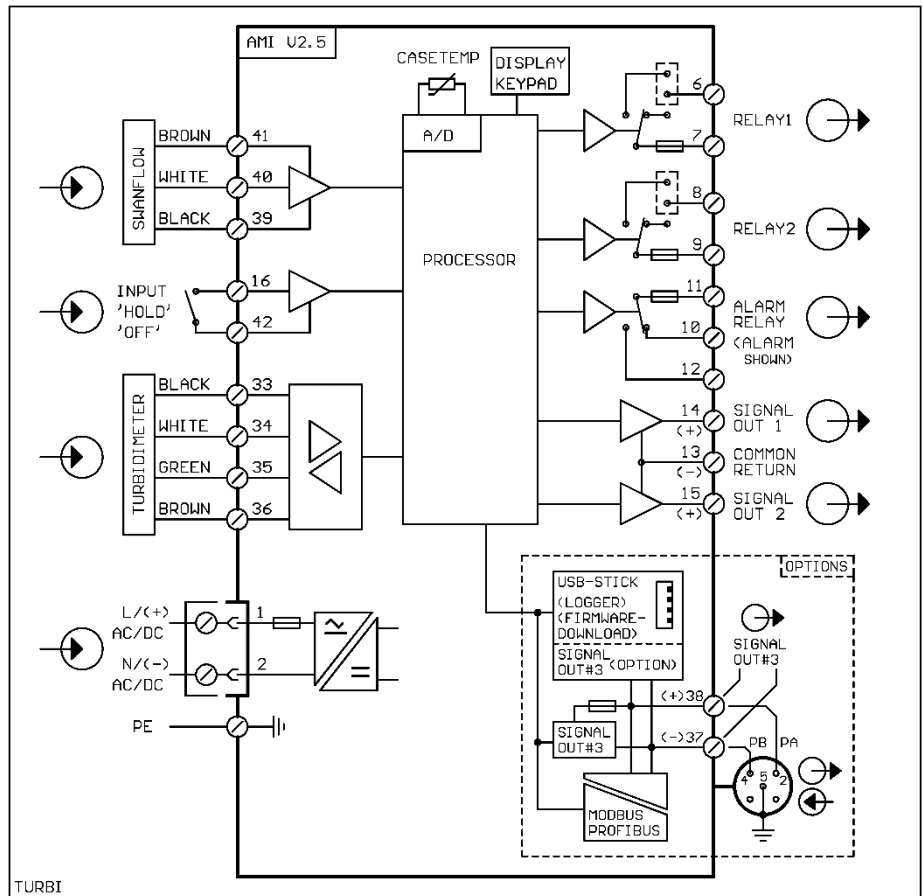 AMI V2.5
CASETEMP
DISPLAY
KEYPAD
A/D
PROCESSOR
SWANFLOW
BROWN
41
WHITE
40
BLACK
39
INPUT
'HOLD'
'OFF'
16
42
TURBIDIMETER
BLACK
33
WHITE
34
GREEN
35
BROWN
36
L/(+)
AC/DC
1
N/(-)
AC/DC
2
PE
6
RELAY1
7
8
RELAY2
9
11
ALARM
RELAY
10
(ALARM
SHOWN)
12
14
(+)
SIGNAL
OUT 1
13
(-)
COMMON
RETURN
15
(+)
SIGNAL
OUT 2
OPTIONS
USB-STICK
(LOGGER)
(FIRMWARE-
DOWNLOAD)
SIGNAL
OUT#3 (OPTION)
SIGNAL
OUT#3
(+)38
SIGNAL
OUT#3
(-)37
PB PA
4 5 2
MODBUS
PROFIBUS
TURBI